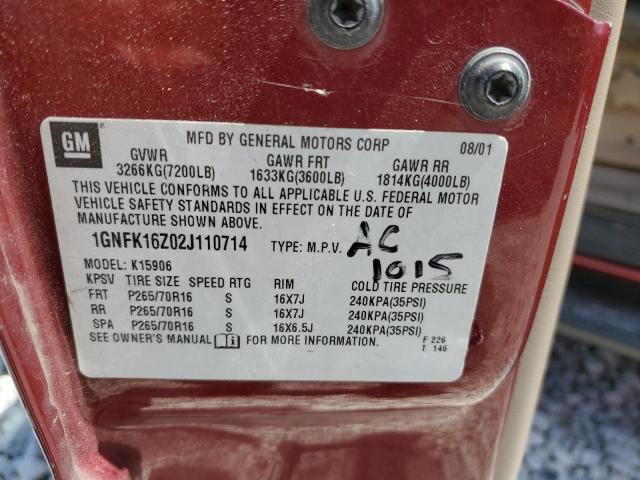 GM
MFD BY GENERAL MOTORS CORP 08/01
GVWR GAWR FRT GAWR RR
3266KG(7200LB) 1633KG(3600LB) 1814KG(4000LB)
THIS VEHICLE CONFORMS TO ALL APPLICABLE U.S. FEDERAL MOTOR
VEHICLE SAFETY STANDARDS IN EFFECT ON THE DATE OF
MANUFACTURE SHOWN ABOVE.
1GNFK16Z02J110714 TYPE: M.P.V. AC
1015
MODEL: K15906
KPSV TIRE SIZE SPEED RTG RIM COLD TIRE PRESSURE
FRT P265/70R16 S 16X7J 240KPA(35PSI)
RR P265/70R16 S 16X7J 240KPA(35PSI)
SPA P265/70R16 S 16X6.5J 240KPA(35PSI)
SEE OWNER'S MANUAL FOR MORE INFORMATION. F 226
T 146